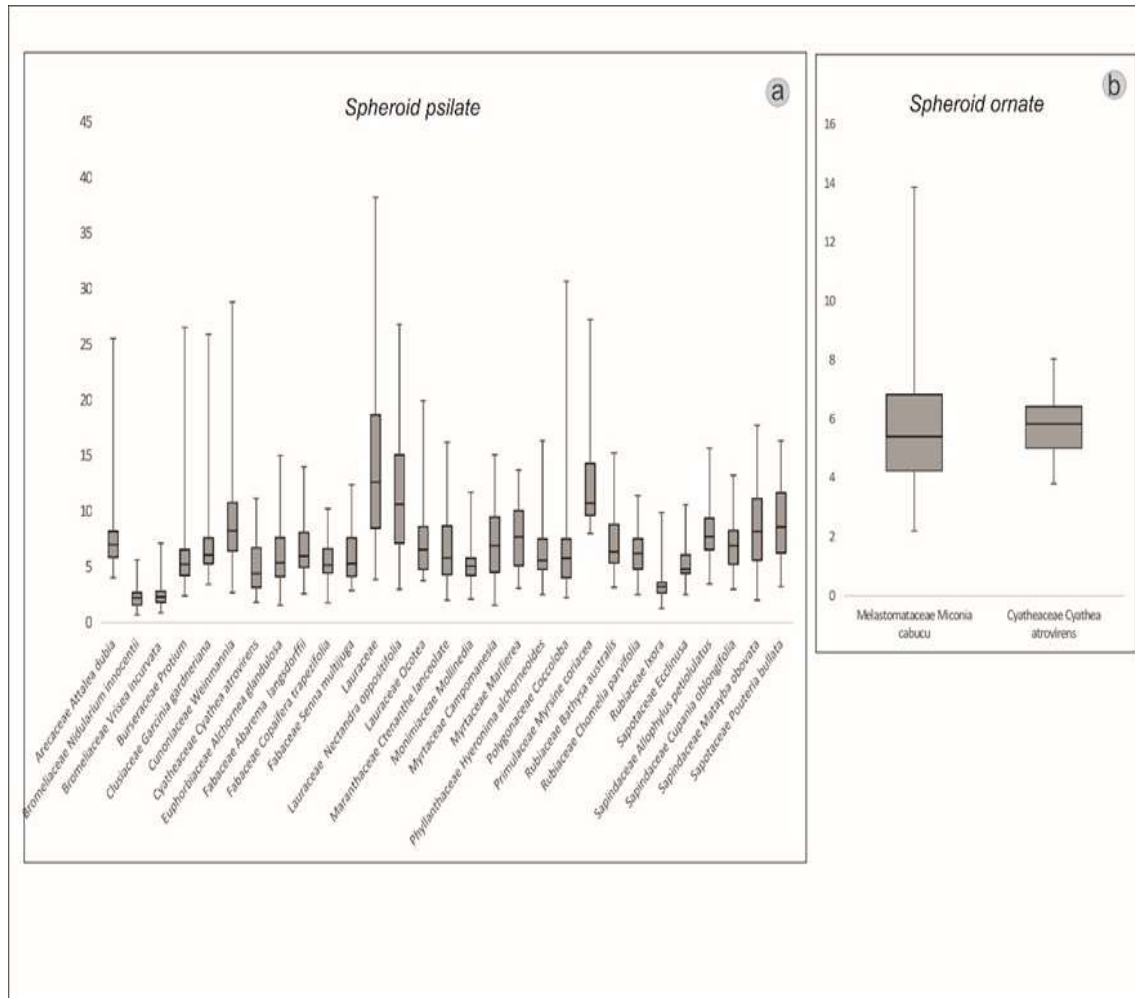 a
Spheroid psilate
45
40
35
30
25
20
15
10
5
0
Arecaceae Attalea dubia
Bromeliaceae Nidularium innocentii
Bromeliaceae Vrisea incurvata
Burseraceae Protium
Clusiaceae Garcinia gardneriana
Cunoniaceae Weinmannia
Cyatheaceae Cyathea atrovirens
Euphorbiaceae Alchornea glandulosa
Fabaceae Abarema langsdorffii
Fabaceae Copaifera trapezifolia
Fabaceae Senna multijuga
Lauraceae
Lauraceae Nectandra oppositifolia
Lauraceae Ocotea
Maranthaceae Ctenanthe lanceolate
Monimiaceae Mollinedia
Myrtaceae Campomanesia
Myrtaceae Marlierea
Phyllanthaceae Hyeronima alchorneoides
Polygonaceae Coccoloba
Primulaceae Myrsine coriacea
Rubiaceae Bathysa australis
Rubiaceae Chomelia parvifolia
Rubiaceae Ixora
Sapotaceae Ecclinusa
Sapindaceae Allophylus petiolulatus
Sapindaceae Cupania oblongifolia
Sapindaceae Matayba obovata
Sapotaceae Pouteria bullata
b
Spheroid ornate
16
14
12
10
8
6
4
2
0
Melastomataceae Miconia
cabucu
Cyatheaceae Cyathea
atrovirens